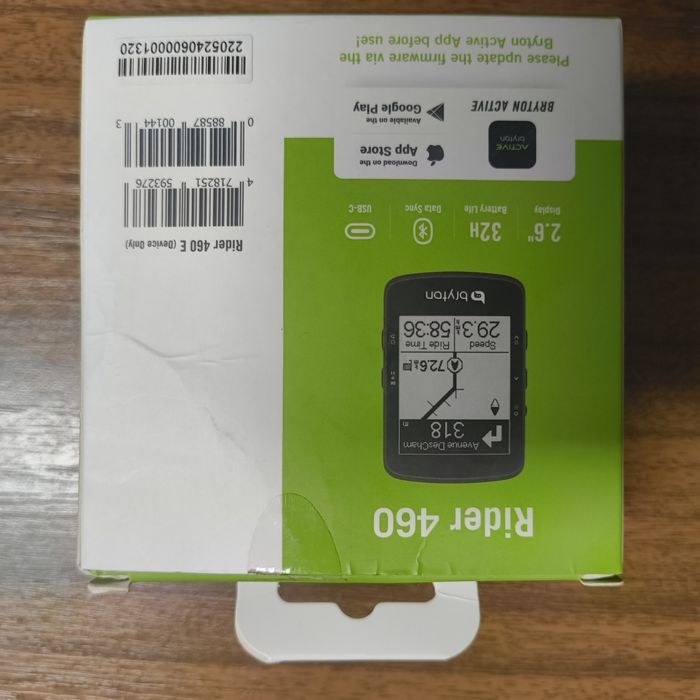 Rider 460
Avenue DesCham
318
m
72.6
Speed
Ride Time
29.3
58:36
bryton
2.6"
32H
Display
Battery Life
Data Sync
USB-C
bryton
ACTIVE
BRYTON ACTIVE
Download on the
App Store
Available on the
Google Play
Please update the firmware via the
Bryton Active App before use!
Rider 460 E (Device Only)
4 718251 593276
0 88587 00144 3
2205240600001320